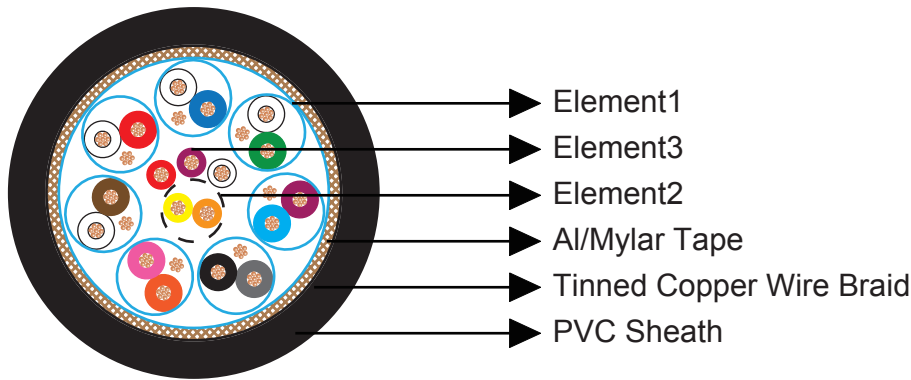 Element1
Element3
Element2
Al/Mylar Tape
Tinned Copper Wire Braid
PVC Sheath